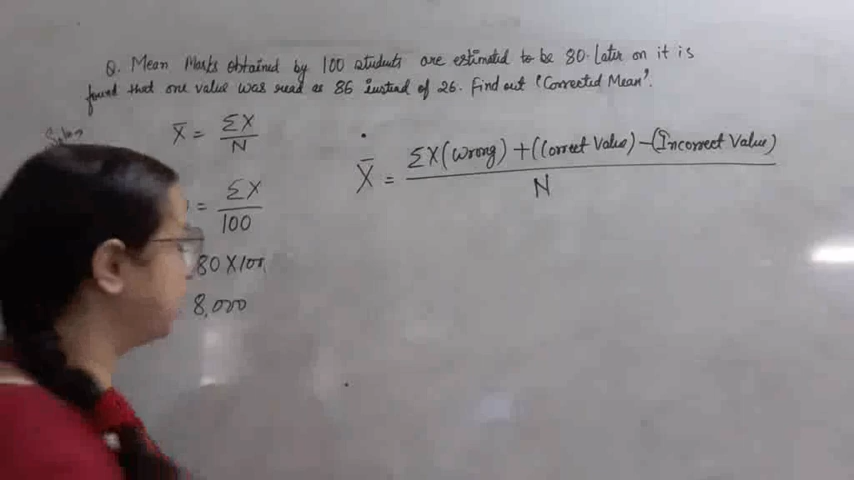 Q. Mean Marks obtained by 100 students are estimated to be 80. Later on it is
found that one value was read as 86 instead of 26. Find out "Corrected Mean".
Soln
X̄ = ΣX / N
= ΣX / 100
80 X 100
8,000
X̄ = ΣX (Wrong) + (Correct Value) - (Incorrect Value) / N